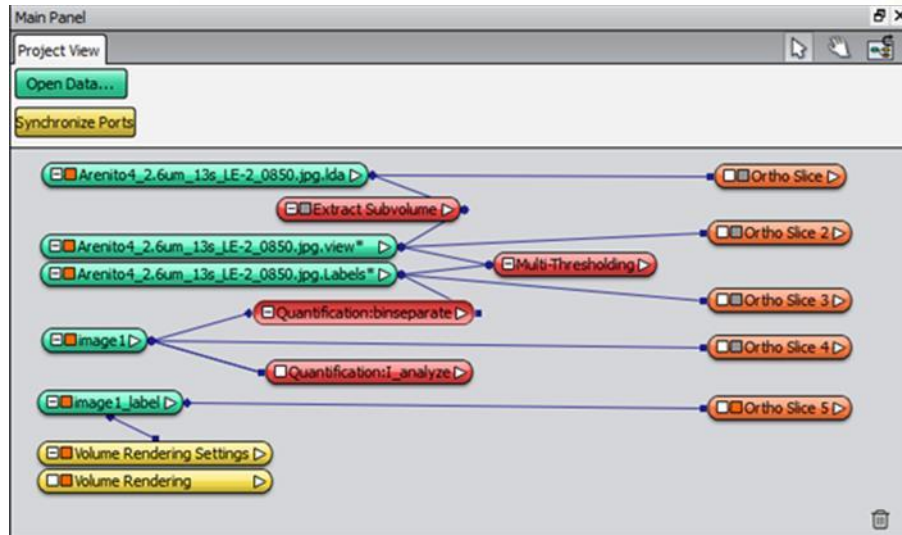 Main Panel
Project View
Open Data...
Synchronize Ports
Arenito4_2.6um_13s_LE-2_0850.jpg.lda
Ortho Slice
Extract Subvolume
Arenito4_2.6um_13s_LE-2_0850.jpg.view*
Ortho Slice 2
Multi-Thresholding
Arenito4_2.6um_13s_LE-2_0850.jpg.Labels*
Ortho Slice 3
Quantification:binseparate
image1
Ortho Slice 4
Quantification:I_analyze
image1_label
Ortho Slice 5
Volume Rendering Settings
Volume Rendering